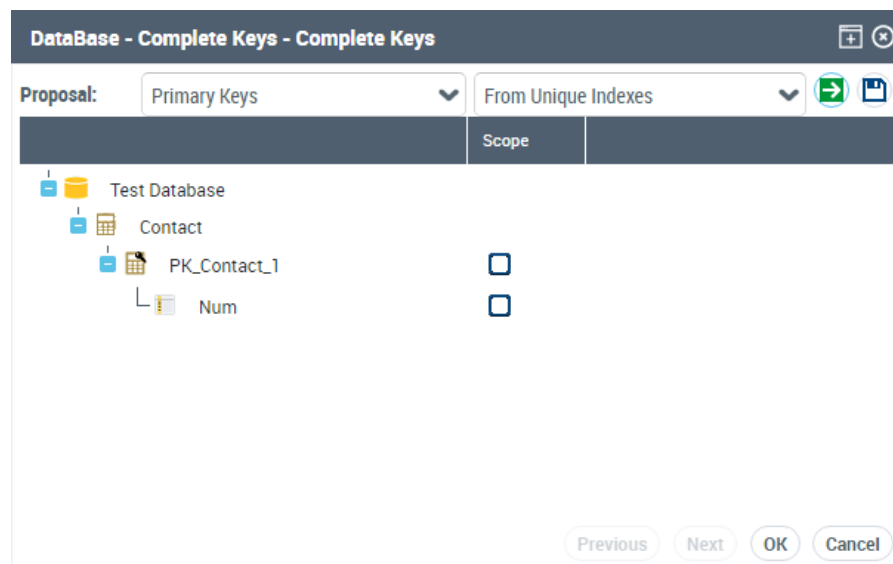 DataBase - Complete Keys - Complete Keys
Proposal: Primary Keys From Unique Indexes
Scope
Test Database
Contact
PK_Contact_1
Num
Previous Next OK Cancel